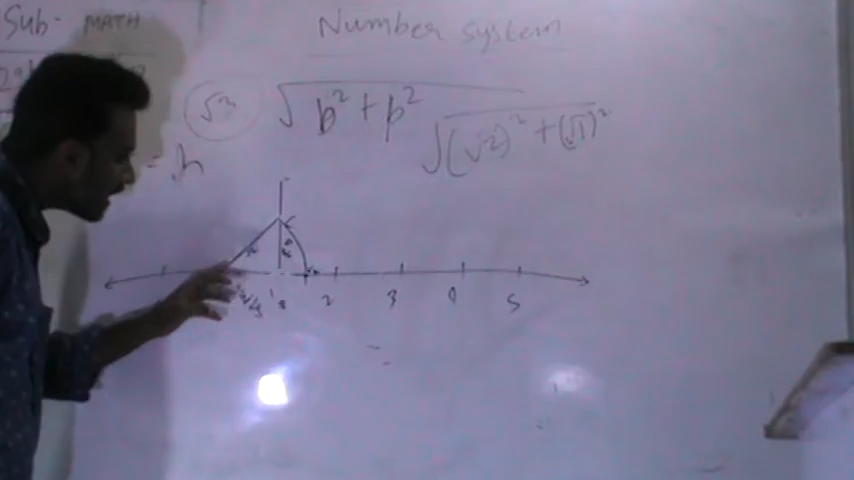 Sub- MATH
Number system
√3
√b²+p²
√(√2)²+(√1)²
= h
1 2 3 4 5